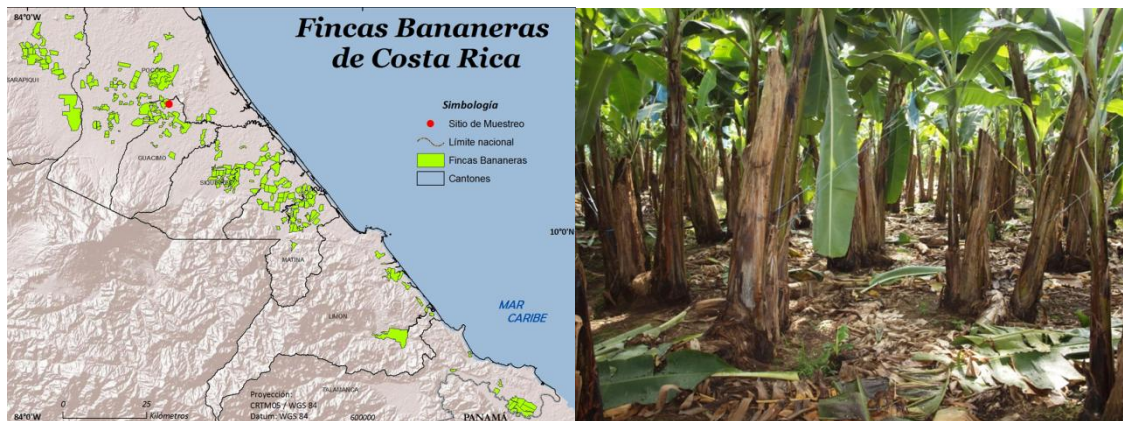 84°0'W
Fincas Bananeras
de Costa Rica
SARAPIQUI
POCOCI
Simbología
Sitio de Muestreo
Límite nacional
Fincas Bananeras
Cantones
GUACIMO
SIQUIRRES
10°0'N
MATINA
MAR
CARIBE
LIMON
TALAMANCA
Proyección:
CRTM05 / WGS 84
Datum: WGS 84
0 25
Kilómetros
600000
PANAMÁ
84°0'W